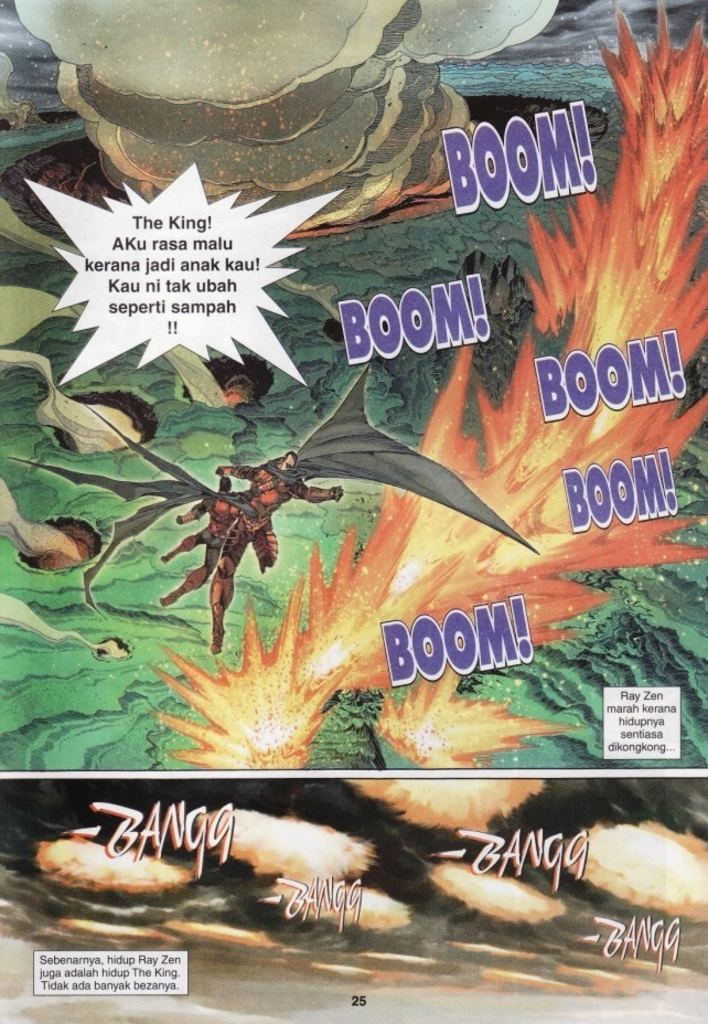 BOOM!
The King!
AKu rasa malu
kerana jadi anak kau!
Kau ni tak ubah
seperti sampah
!!
BOOM!
BOOM!
BOOM!
BOOM!
Ray Zen
marah kerana
hidupnya
sentiasa
dikongkong...
-BANGG
-BANGG
-BANGG
-BANGG
Sebenarnya, hidup Ray Zen
juga adalah hidup The King.
Tidak ada banyak bezanya.
25